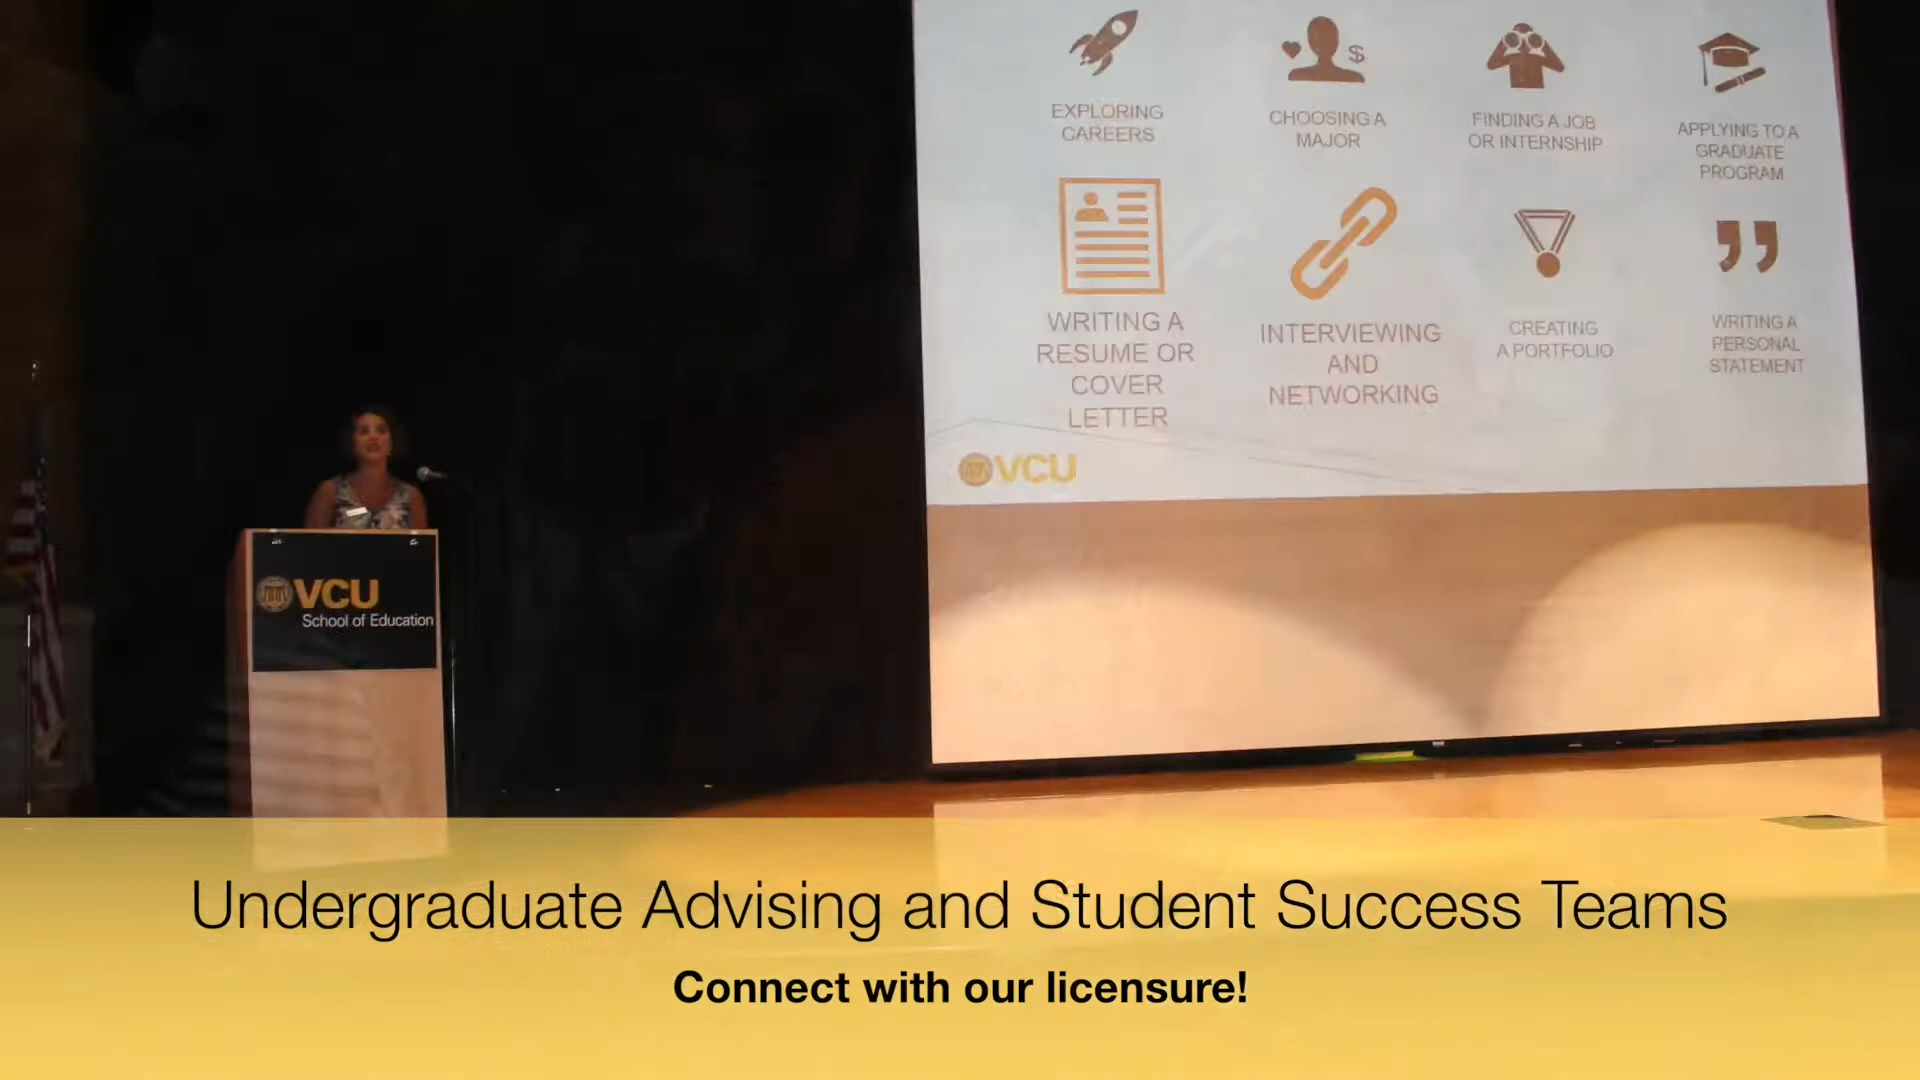 EXPLORING
CAREERS
CHOOSING A
MAJOR
FINDING A JOB
OR INTERNSHIP
APPLYING TO A
GRADUATE
PROGRAM
WRITING A
RESUME OR
COVER
LETTER
INTERVIEWING
AND
NETWORKING
CREATING
A PORTFOLIO
WRITING A
PERSONAL
STATEMENT
VCU
VCU
School of Education
Undergraduate Advising and Student Success Teams
Connect with our licensure!